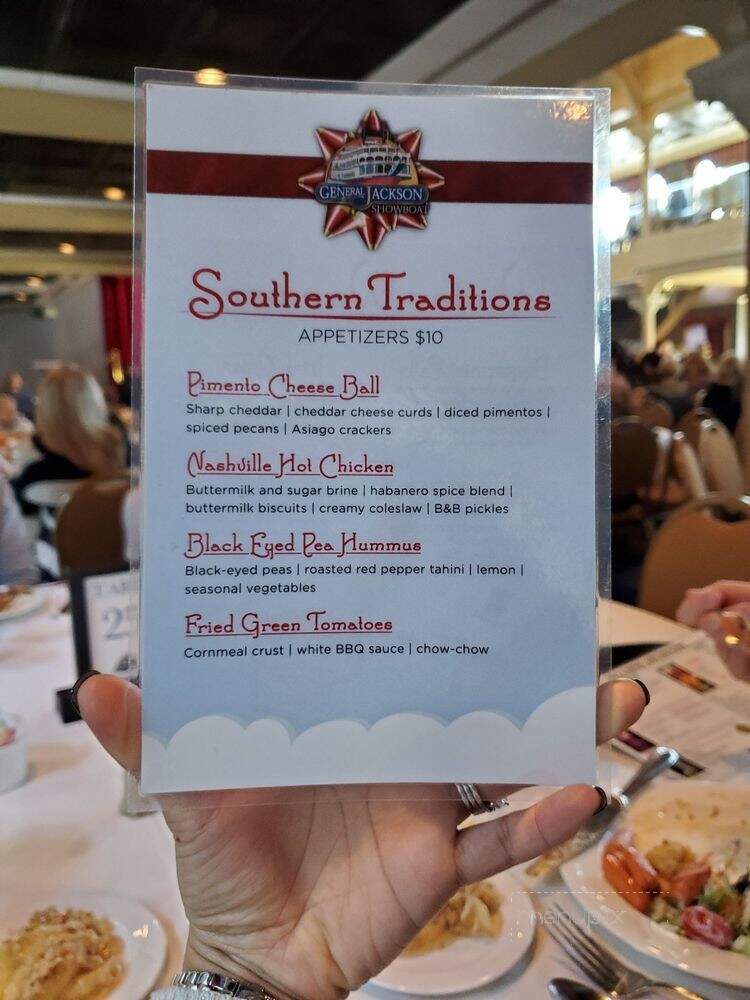 GENERAL JACKSON
SHOWBOAT
Southern Traditions
APPETIZERS $10
Pimento Cheese Ball
Sharp cheddar | cheddar cheese curds | diced pimentos |
spiced pecans | Asiago crackers
Nashville Hot Chicken
Buttermilk and sugar brine | habanero spice blend |
buttermilk biscuits | creamy coleslaw | B&B pickles
Black Eyed Pea Hummus
Black-eyed peas | roasted red pepper tahini | lemon |
seasonal vegetables
Fried Green Tomatoes
Cornmeal crust | white BBQ sauce | chow-chow
menupix